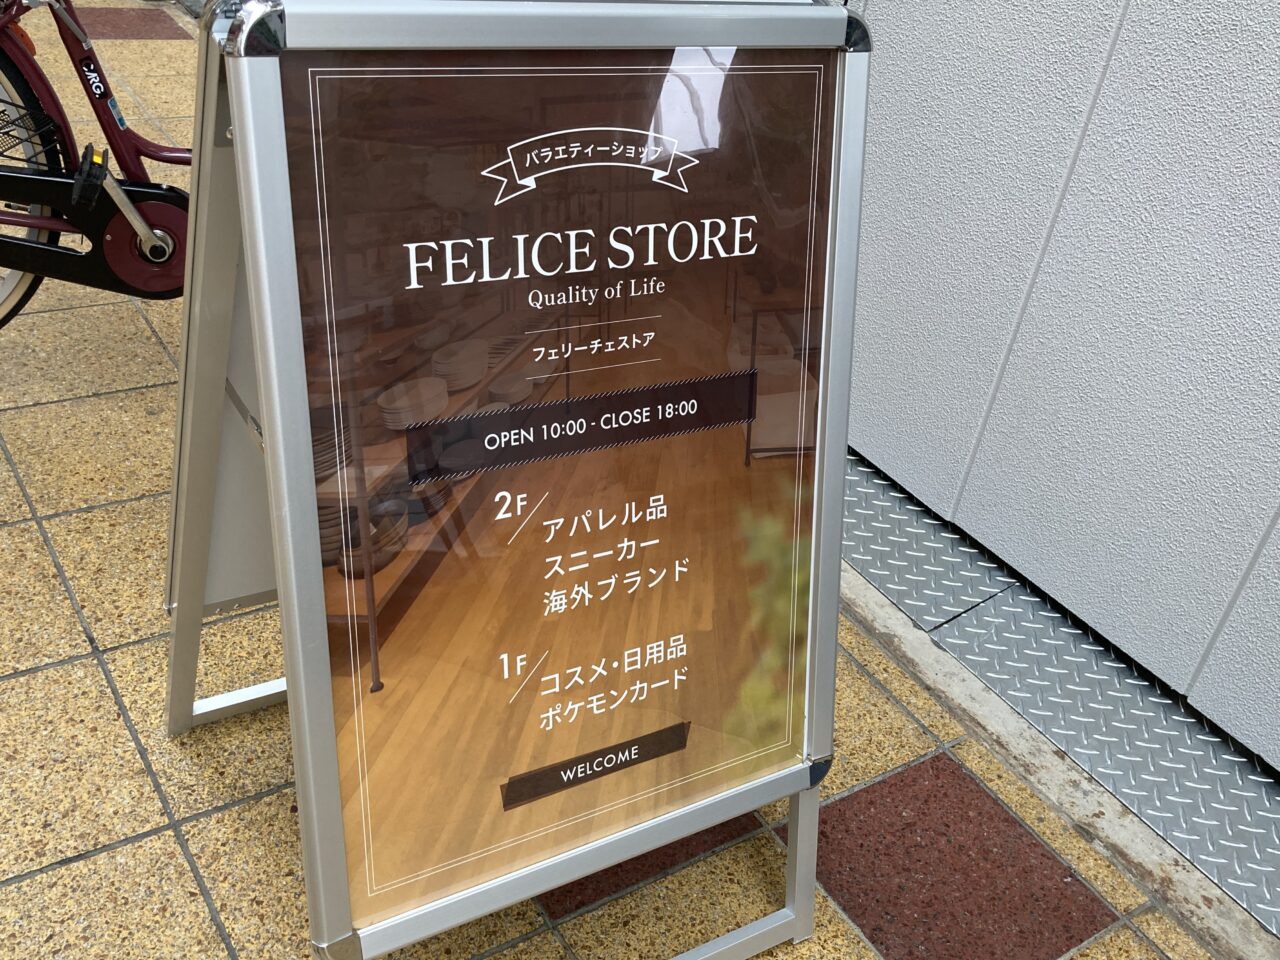 CARG.
バラエティーショップ
FELICE STORE
Quality of Life
フェリーチェストア
OPEN 10:00 - CLOSE 18:00
2F
アパレル品
スニーカー
海外ブランド
1F
コスメ・日用品
ポケモンカード
WELCOME